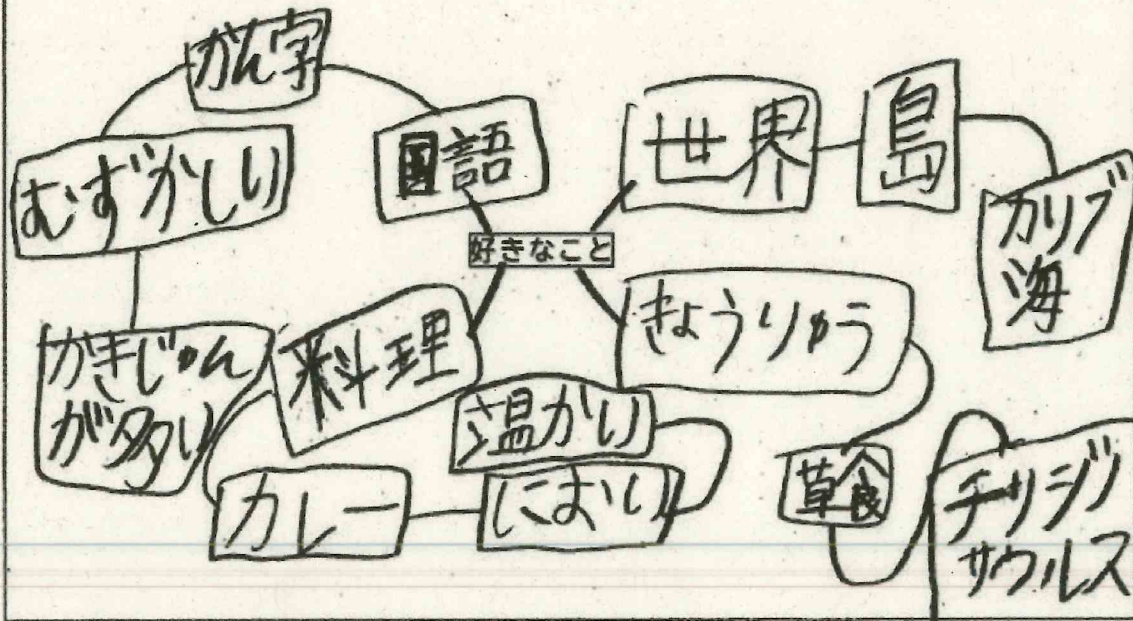 かん字
国語
むずかしい
かきじゅん
が多い
料理
カレー
におい
温かい
好きなこと
世界
島
カリブ
海
きょうりゅう
草食
チリジノ
サウルス